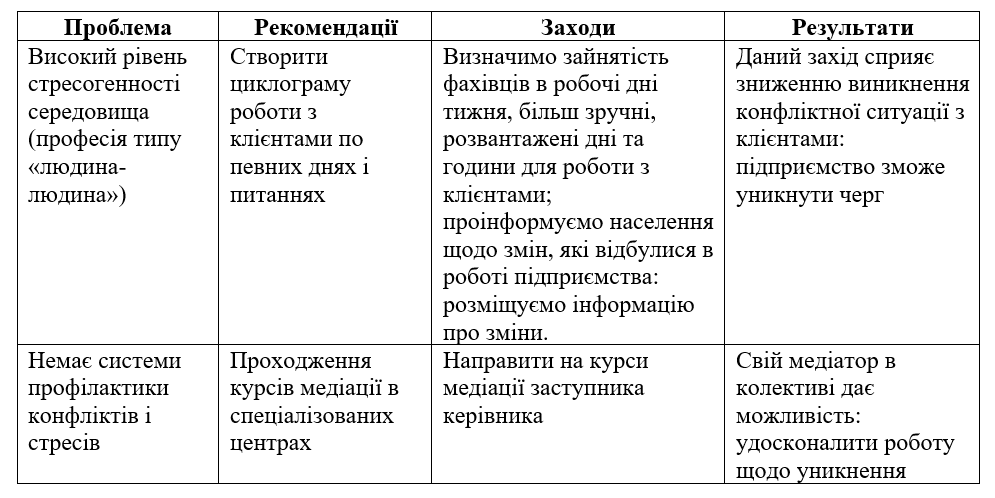 Проблема
Рекомендації
Заходи
Результати
Високий рівень
стресогенності
середовища
(професія типу
«людина-
людина»)
Створити
циклограму
роботи з
клієнтами по
певних днях і
питаннях
Визначимо зайнятість
фахівців в робочі дні
тижня, більш зручні,
розвантажені дні та
години для роботи з
клієнтами;
проінформуємо населення
щодо змін, які відбулися в
роботі підприємства:
розміщуємо інформацію
про зміни.
Даний захід сприяє
зниженню виникнення
конфліктної ситуації з
клієнтами:
підприємство зможе
уникнути черг
Немає системи
профілактики
конфліктів і
стресів
Проходження
курсів медіації в
спеціалізованих
центрах
Направити на курси
медіації заступника
керівника
Свій медіатор в
колективі дає
можливість:
удосконалити роботу
щодо уникнення